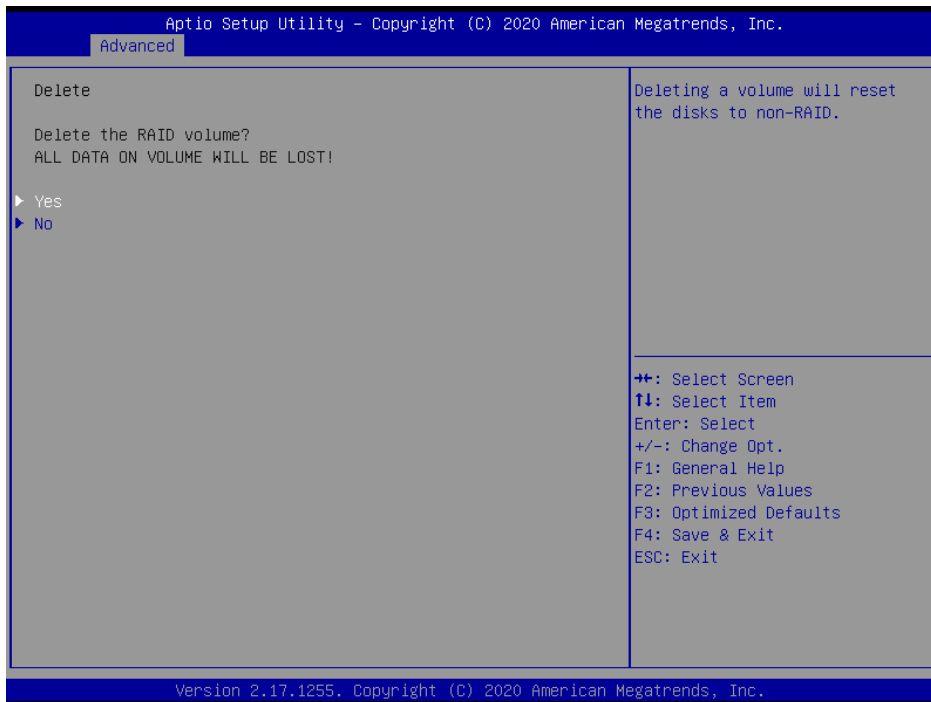 Aptio Setup Utility – Copyright (C) 2020 American Megatrends, Inc.
Advanced
Delete
Delete the RAID volume?
ALL DATA ON VOLUME WILL BE LOST!
Yes
No
Deleting a volume will reset
the disks to non-RAID.
→←: Select Screen
↑↓: Select Item
Enter: Select
+/-: Change Opt.
F1: General Help
F2: Previous Values
F3: Optimized Defaults
F4: Save & Exit
ESC: Exit
Version 2.17.1255. Copyright (C) 2020 American Megatrends, Inc.